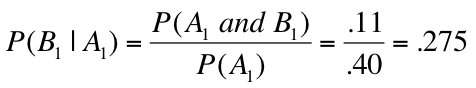 P(B₁ | A₁) = P(A₁ and B₁) / P(A₁) = .11 / .40 = .275